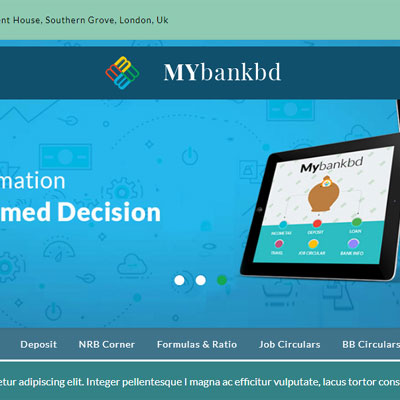 nt House, Southern Grove, London, Uk
MYbankbd
mation
med Decision
Mybankbd
INCOME TAX DEPOSIT LOAN
TRAVEL JOB CIRCULAR BANK INFO
Deposit NRB Corner Formulas & Ratio Job Circulars BB Circulars
etur adipiscing elit. Integer pellentesque l magna ac efficitur vulputate, lacus tortor cons